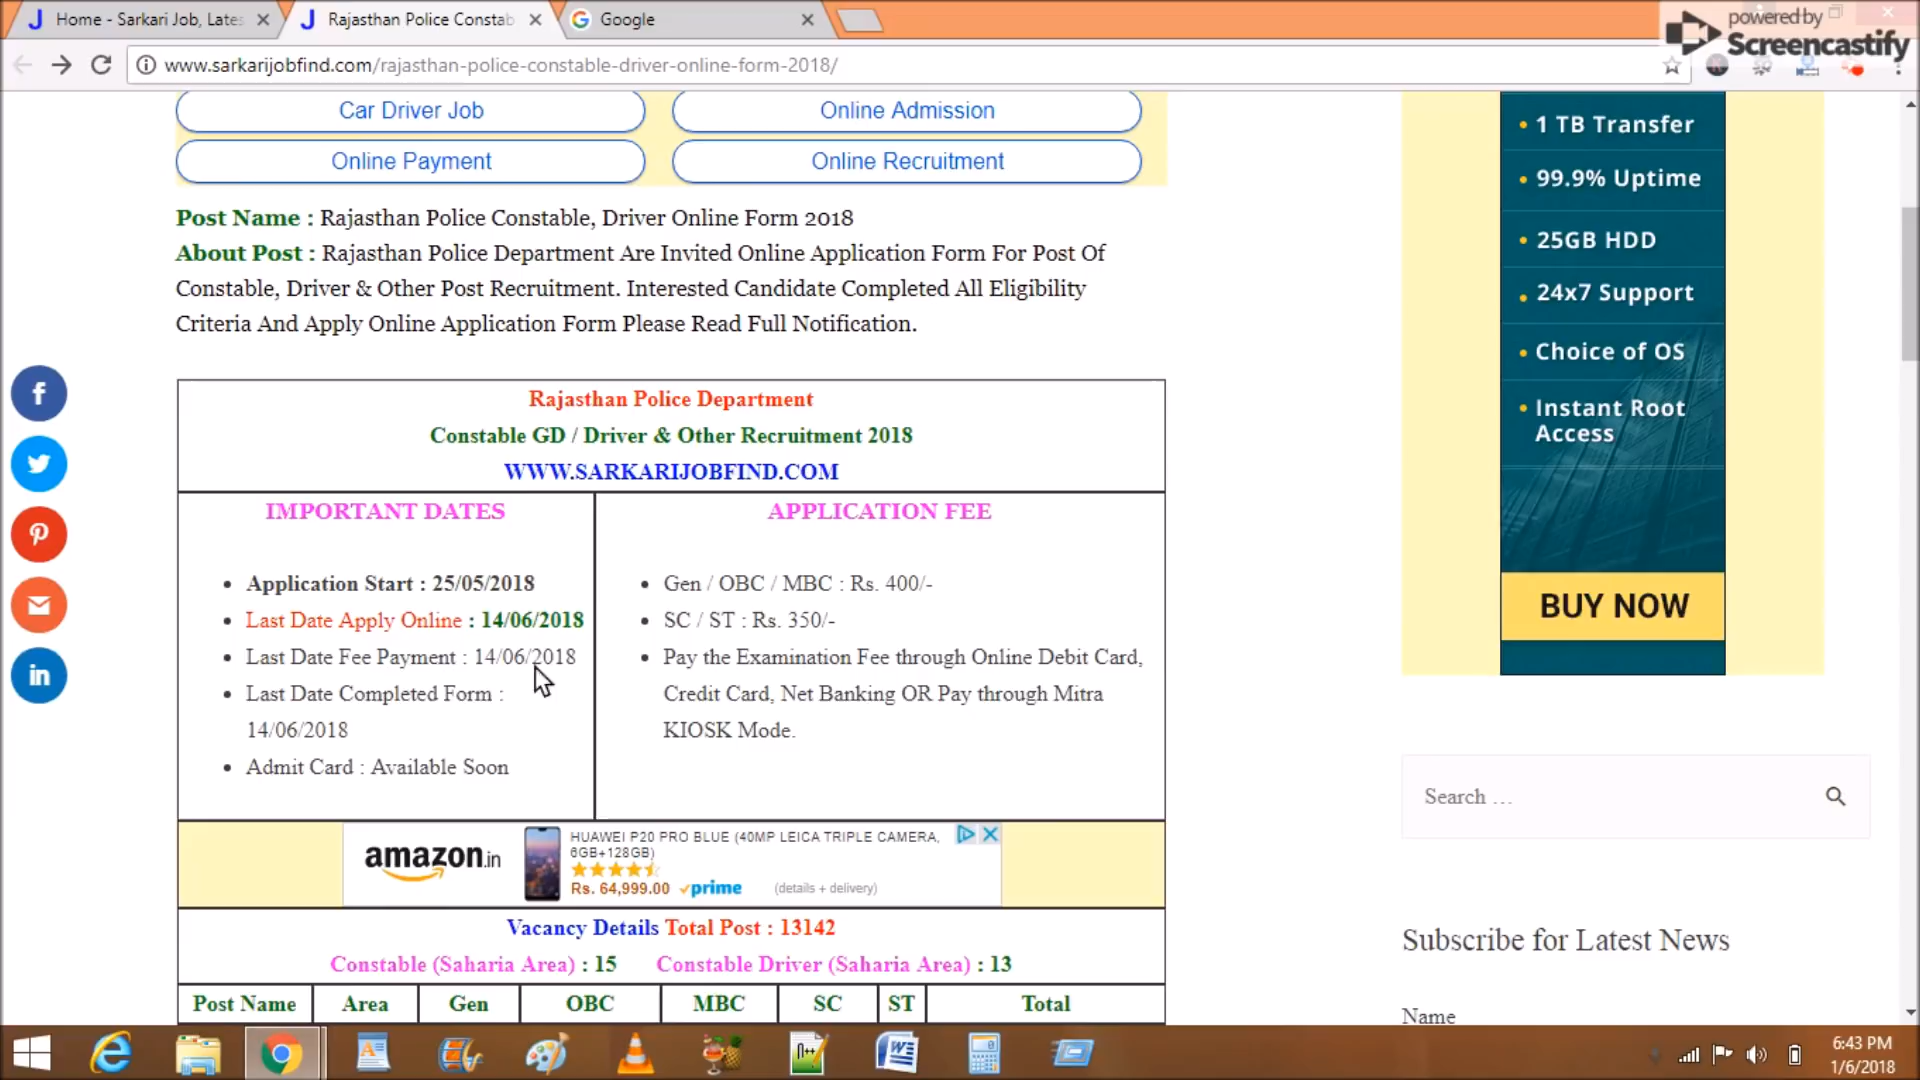 Home - Sarkari Job, Lates
Rajasthan Police Constab
Google
powered by
Screencastify
www.sarkarijobfind.com/rajasthan-police-constable-driver-online-form-2018/
Car Driver Job
Online Admission
Online Payment
Online Recruitment
Post Name : Rajasthan Police Constable, Driver Online Form 2018
About Post : Rajasthan Police Department Are Invited Online Application Form For Post Of
Constable, Driver & Other Post Recruitment. Interested Candidate Completed All Eligibility
Criteria And Apply Online Application Form Please Read Full Notification.
Rajasthan Police Department
Constable GD / Driver & Other Recruitment 2018
WWW.SARKARIJOBFIND.COM
IMPORTANT DATES
Application Start : 25/05/2018
Last Date Apply Online : 14/06/2018
Last Date Fee Payment : 14/06/2018
Last Date Completed Form :
14/06/2018
Admit Card : Available Soon
APPLICATION FEE
Gen / OBC / MBC : Rs. 400/-
SC / ST : Rs. 350/-
Pay the Examination Fee through Online Debit Card,
Credit Card, Net Banking OR Pay through Mitra
KIOSK Mode.
amazon.in
HUAWEI P20 PRO BLUE (40MP LEICA TRIPLE CAMERA,
6GB+128GB)
Rs. 64,999.00 prime (details + delivery)
Vacancy Details Total Post : 13142
Constable (Saharia Area) : 15 Constable Driver (Saharia Area) : 13
Post Name Area Gen OBC MBC SC ST Total
1 TB Transfer
99.9% Uptime
25GB HDD
24x7 Support
Choice of OS
Instant Root
Access
BUY NOW
Search ...
Subscribe for Latest News
Name
6:43 PM
1/6/2018